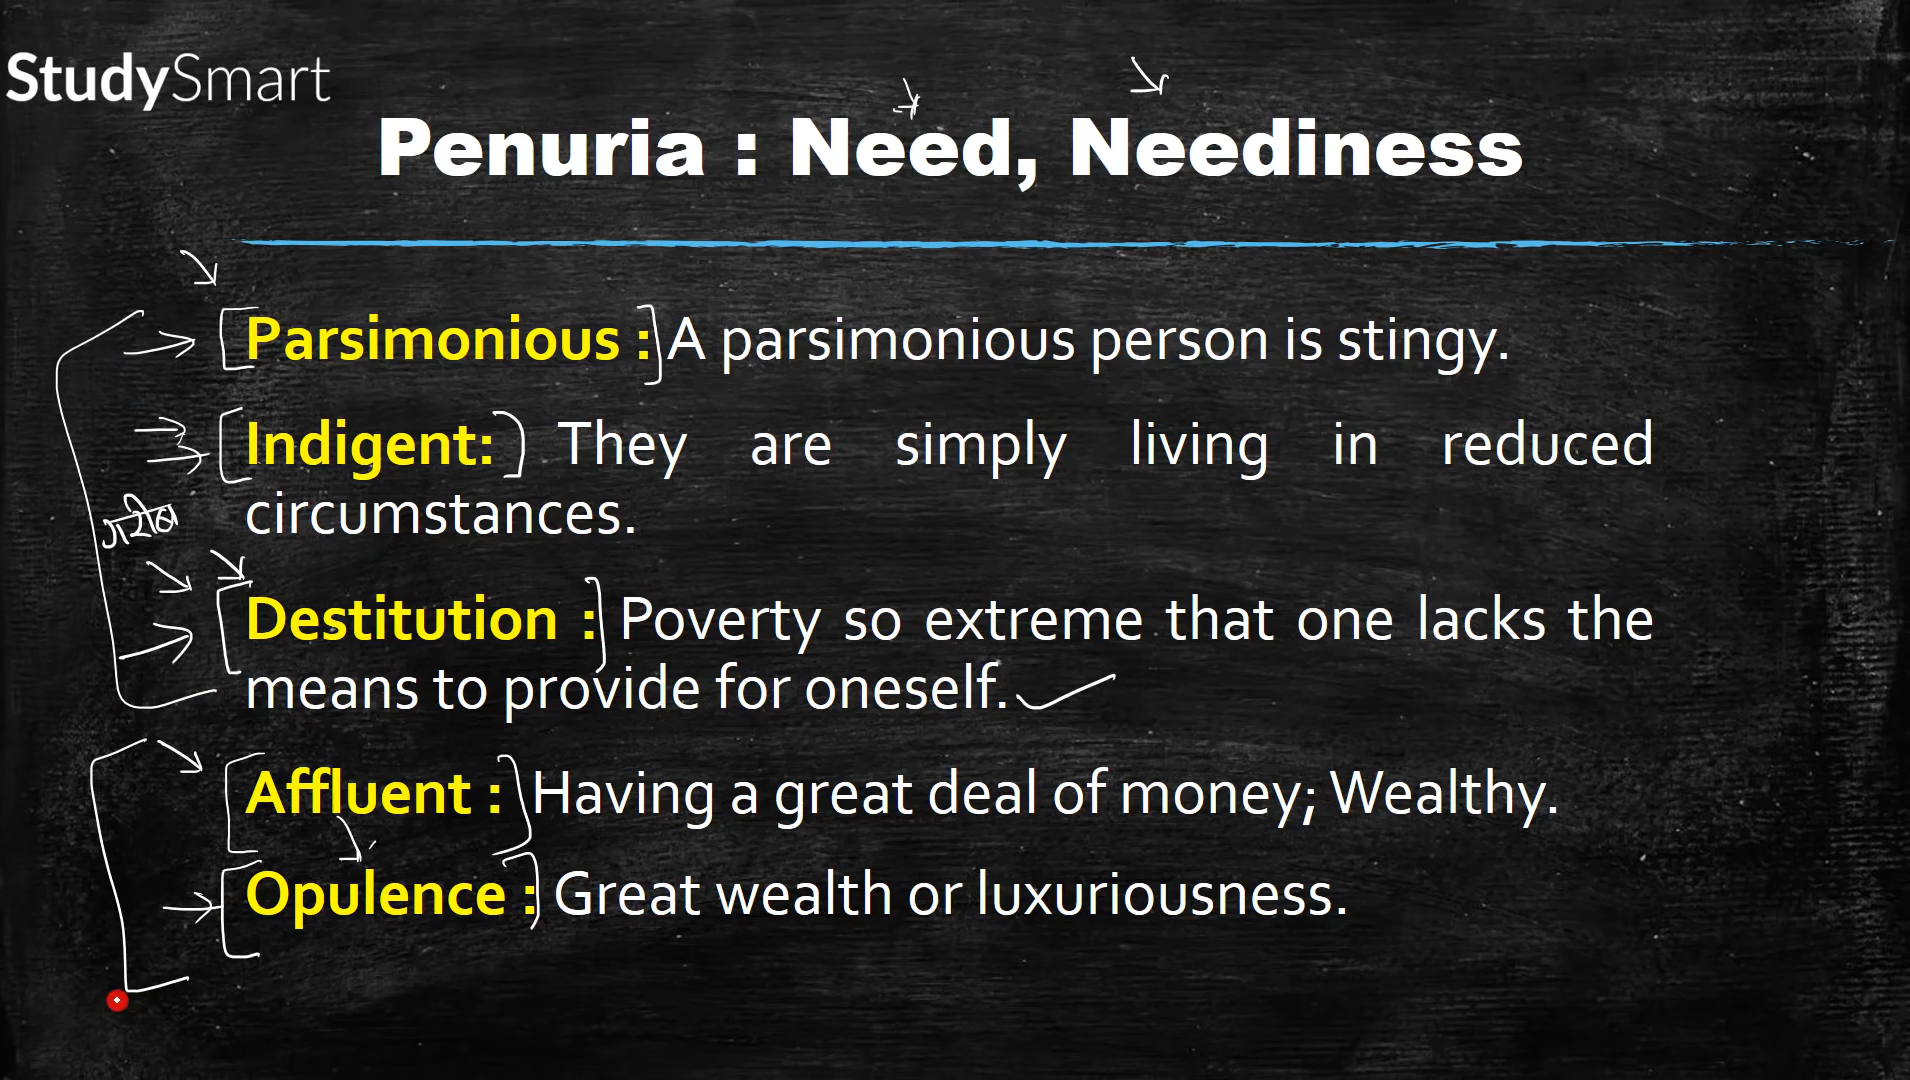 StudySmart
Penuria : Need, Neediness
Parsimonious : A parsimonious person is stingy.
Indigent: They are simply living in reduced
circumstances.
Destitution : Poverty so extreme that one lacks the
means to provide for oneself.
Affluent : Having a great deal of money; Wealthy.
Opulence : Great wealth or luxuriousness.